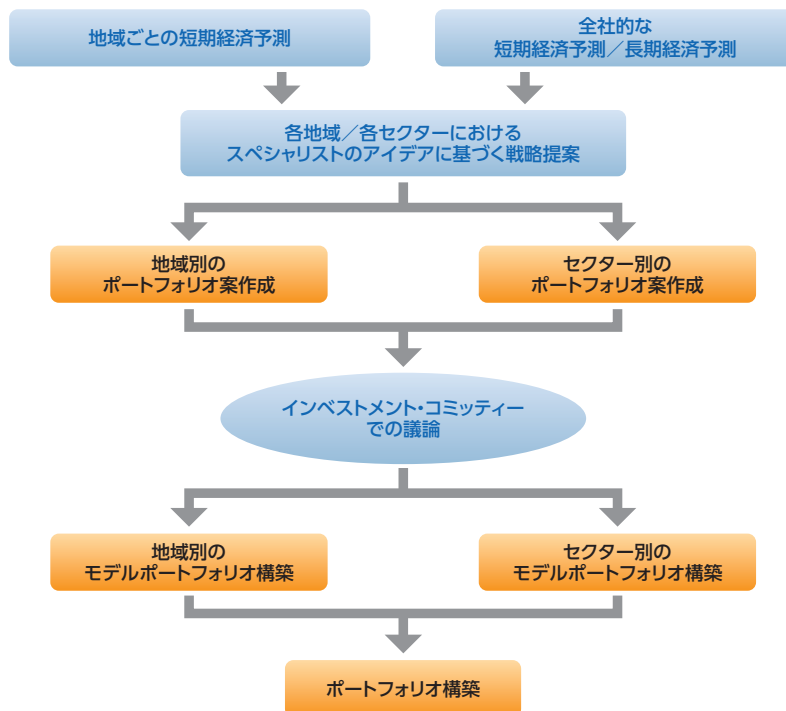 地域ごとの短期経済予測
全社的な
短期経済予測／長期経済予測
各地域／各セクターにおける
スペシャリストのアイデアに基づく戦略提案
地域別の
ポートフォリオ案作成
セクター別の
ポートフォリオ案作成
インベストメント・コミッティー
での議論
地域別の
モデルポートフォリオ構築
セクター別の
モデルポートフォリオ構築
ポートフォリオ構築